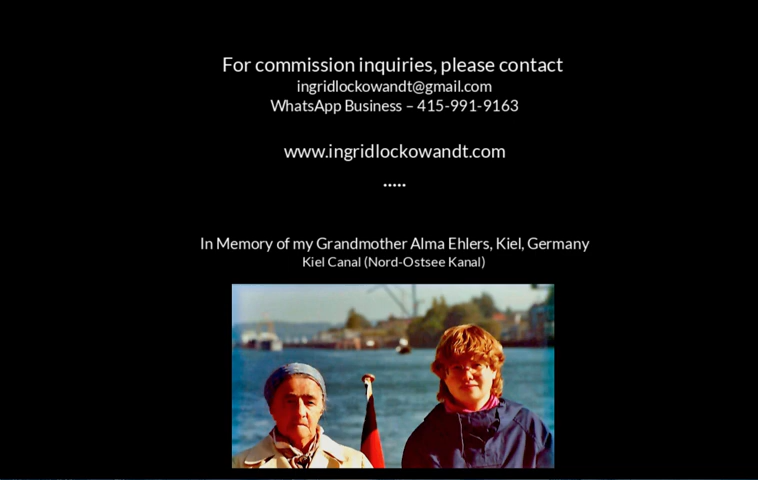 For commission inquiries, please contact
ingridlockowandt@gmail.com
WhatsApp Business – 415-991-9163
www.ingridlockowandt.com
•••••
In Memory of my Grandmother Alma Ehlers, Kiel, Germany
Kiel Canal (Nord-Ostsee Kanal)